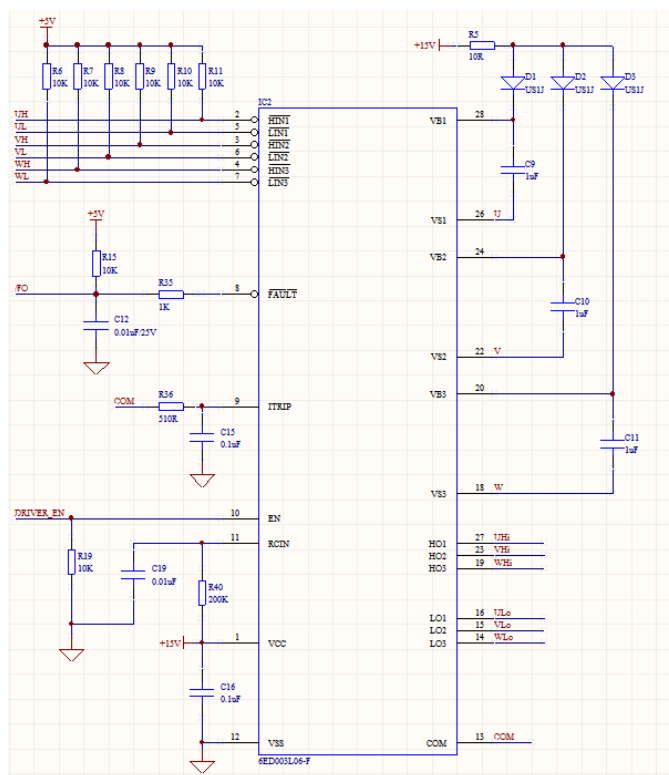 +5V
+15V
R5
10R
R6
10K
R7
10K
R8
10K
R9
10K
R10
10K
R11
10K
D1
US1J
D2
US1J
D3
US1J
IC2
UH 2 HIN1
UL 5 LIN1
VH 3 HIN2
VL 6 LIN2
WH 4 HIN3
WL 7 LIN3
VB1 28
C9
1uF
VS1 26 U
+5V
R15
10K
VB2 24
/FO
R35
1K
8 FAULT
C12
0.01uF/25V
C10
1uF
VS2 22 V
COM
R36
510R
9 ITRIP
VB3 20
C15
0.1uF
C11
1uF
VS3 18 W
DRIVER_EN 10 EN
11 RCIN
HO1 27 UHi
HO2 23 VHi
HO3 19 WHi
R19
10K
C19
0.01uF
R40
200K
LO1 16 ULo
LO2 15 VLo
LO3 14 WLo
+15V 1 VCC
C16
0.1uF
12 VSS
COM 13 COM
6ED003L06-F